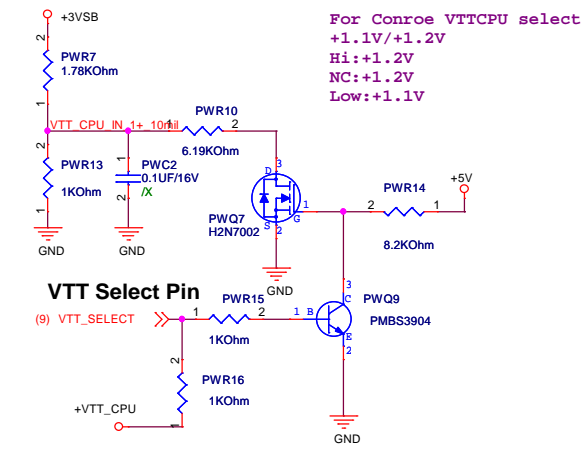 +3VSB
For Conroe VTTCPU select
+1.1V/+1.2V
Hi:+1.2V
NC:+1.2V
Low:+1.1V
2
PWR7
1.78KOhm
1
VTT_CPU_IN_1+_10mil
PWR10
1 2
6.19KOhm
2
PWR13
1KOhm
1
GND
1
PWC2
0.1UF/16V
/X
2
GND
D 3
PWQ7
H2N7002
G 1
S 2
GND
+5V
PWR14
2 1
8.2KOhm
VTT Select Pin
(9) VTT_SELECT
PWR15
1 2
1KOhm
1 B
3
C
PWQ9
PMBS3904
E
2
GND
2
PWR16
1KOhm
1
+VTT_CPU